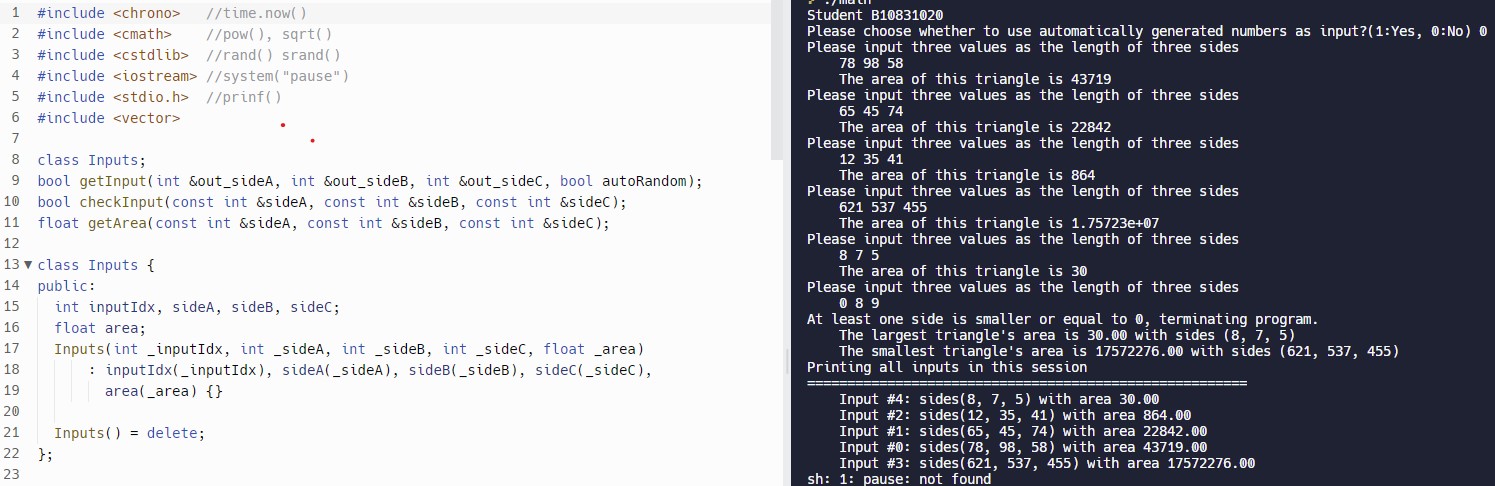 1 #include <chrono> //time.now()
2 #include <cmath> //pow(), sqrt()
3 #include <cstdlib> //rand() srand()
4 #include <iostream> //system("pause")
5 #include <stdio.h> //prinf()
6 #include <vector>
7
8 class Inputs;
9 bool getInput(int &out_sideA, int &out_sideB, int &out_sideC, bool autoRandom);
10 bool checkInput(const int &sideA, const int &sideB, const int &sideC);
11 float getArea(const int &sideA, const int &sideB, const int &sideC);
12
13 class Inputs {
14 public:
15 int inputIdx, sideA, sideB, sideC;
16 float area;
17 Inputs(int _inputIdx, int _sideA, int _sideB, int _sideC, float _area)
18 : inputIdx(_inputIdx), sideA(_sideA), sideB(_sideB), sideC(_sideC),
19 area(_area) {}
20
21 Inputs() = delete;
22 };
23
./math
Student B10831020
Please choose whether to use automatically generated numbers as input?(1:Yes, 0:No) 0
Please input three values as the length of three sides
78 98 58
The area of this triangle is 43719
Please input three values as the length of three sides
65 45 74
The area of this triangle is 22842
Please input three values as the length of three sides
12 35 41
The area of this triangle is 864
Please input three values as the length of three sides
621 537 455
The area of this triangle is 1.75723e+07
Please input three values as the length of three sides
8 7 5
The area of this triangle is 30
Please input three values as the length of three sides
0 8 9
At least one side is smaller or equal to 0, terminating program.
The largest triangle's area is 30.00 with sides (8, 7, 5)
The smallest triangle's area is 17572276.00 with sides (621, 537, 455)
Printing all inputs in this session
=======================================================
Input #4: sides(8, 7, 5) with area 30.00
Input #2: sides(12, 35, 41) with area 864.00
Input #1: sides(65, 45, 74) with area 22842.00
Input #0: sides(78, 98, 58) with area 43719.00
Input #3: sides(621, 537, 455) with area 17572276.00
sh: 1: pause: not found